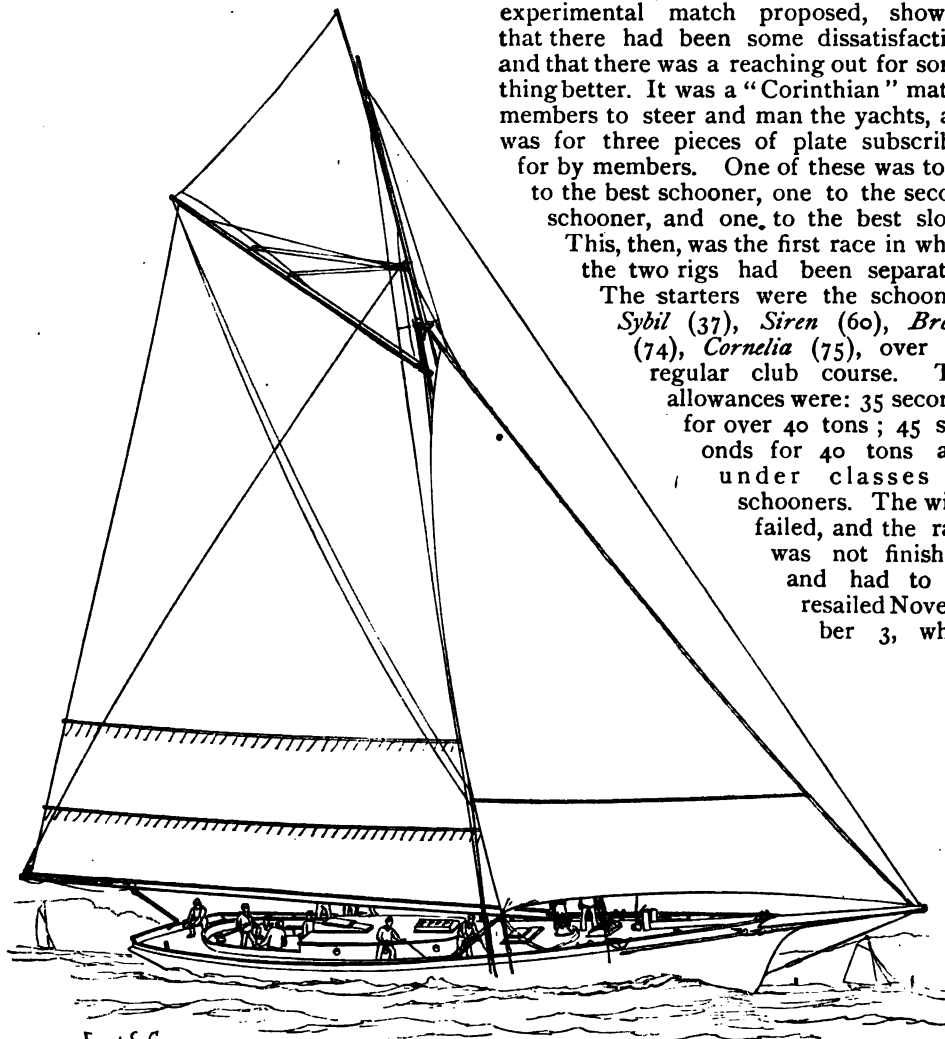 experimental match proposed, show
that there had been some dissatisfacti
and that there was a reaching out for so
thing better. It was a "Corinthian" mat
members to steer and man the yachts, a
was for three pieces of plate subscrib
for by members. One of these was to
to the best schooner, one to the seco
schooner, and one to the best slo
This, then, was the first race in wh
the two rigs had been separat
The starters were the schoon
Sybil (37), Siren (60), Br
(74), Cornelia (75), over
regular club course. T
allowances were: 35 secon
for over 40 tons; 45 s
onds for 40 tons a
under classes
schooners. The wi
failed, and the ra
was not finish
and had to
resailed Nove
ber 3, wh